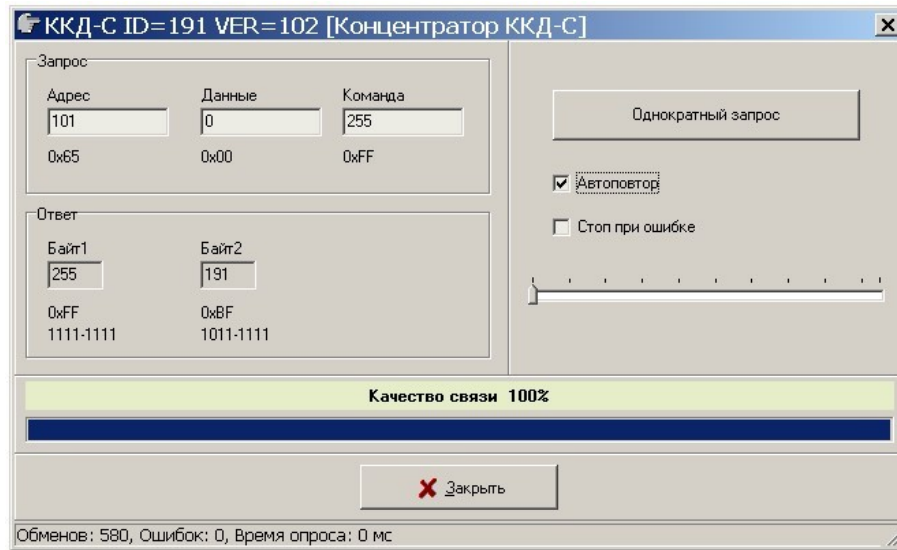 ККД-С ID=191 VER=102 [Концентратор ККД-С]
Запрос
Адрес Данные Команда
101 0 255
0x65 0x00 0xFF
Однократный запрос
Автоповтор
Стоп при ошибке
Ответ
Байт1 Байт2
255 191
0xFF 0xBF
1111-1111 1011-1111
Качество связи 100%
Закрыть
Обменов: 580, Ошибок: 0, Время опроса: 0 мс